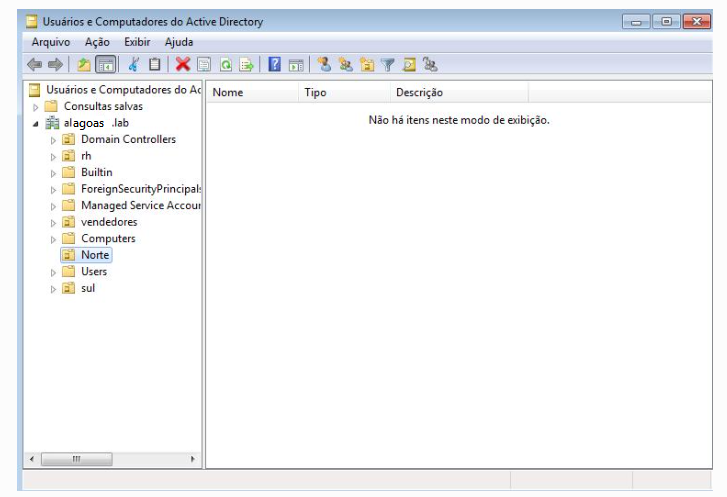 Usuários e Computadores do Active Directory
Arquivo Ação Exibir Ajuda
Usuários e Computadores do Ac
Consultas salvas
alagoas .lab
Domain Controllers
rh
Builtin
ForeignSecurityPrincipals
Managed Service Accour
vendedores
Computers
Norte
Users
sul
Nome Tipo Descrição
Não há itens neste modo de exibição.